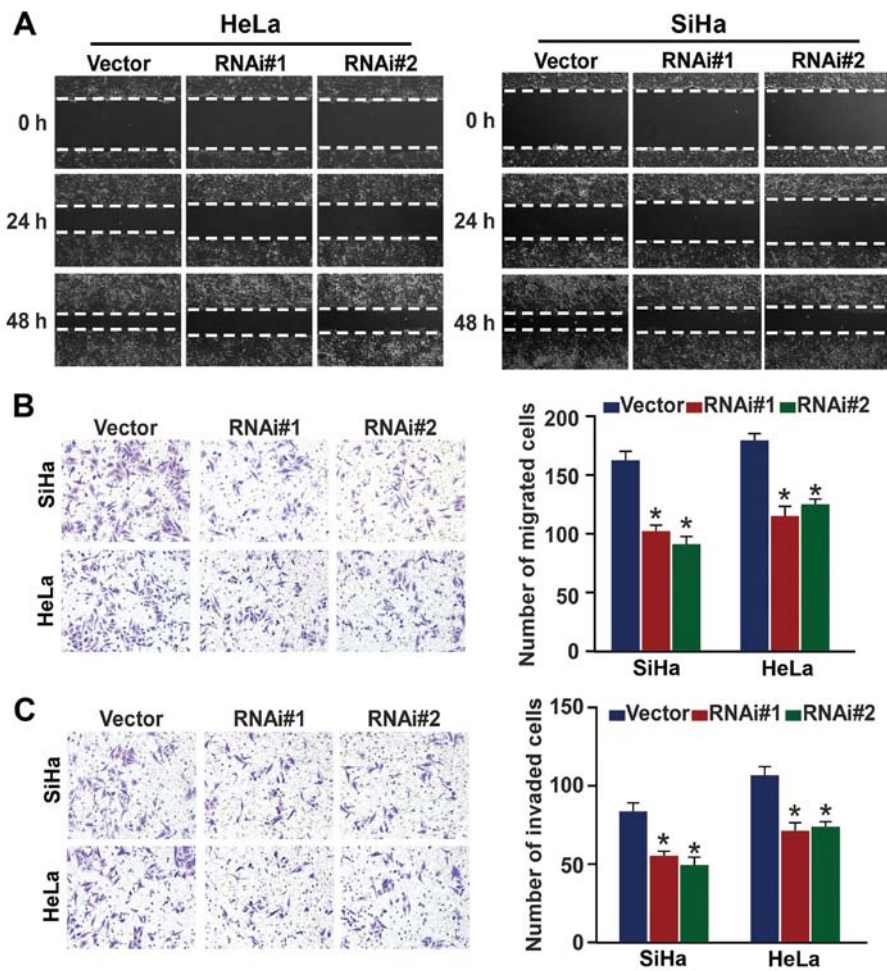 A
HeLa
SiHa
Vector RNAi#1 RNAi#2
Vector RNAi#1 RNAi#2
0 h
24 h
48 h
0 h
24 h
48 h
B
Vector RNAi#1 RNAi#2
SiHa
HeLa
Number of migrated cells
Vector RNAi#1 RNAi#2
200
150
100
50
0
* * * *
SiHa HeLa
C
Vector RNAi#1 RNAi#2
SiHa
HeLa
Number of invaded cells
150
Vector RNAi#1 RNAi#2
100
50
0
* * * *
SiHa HeLa